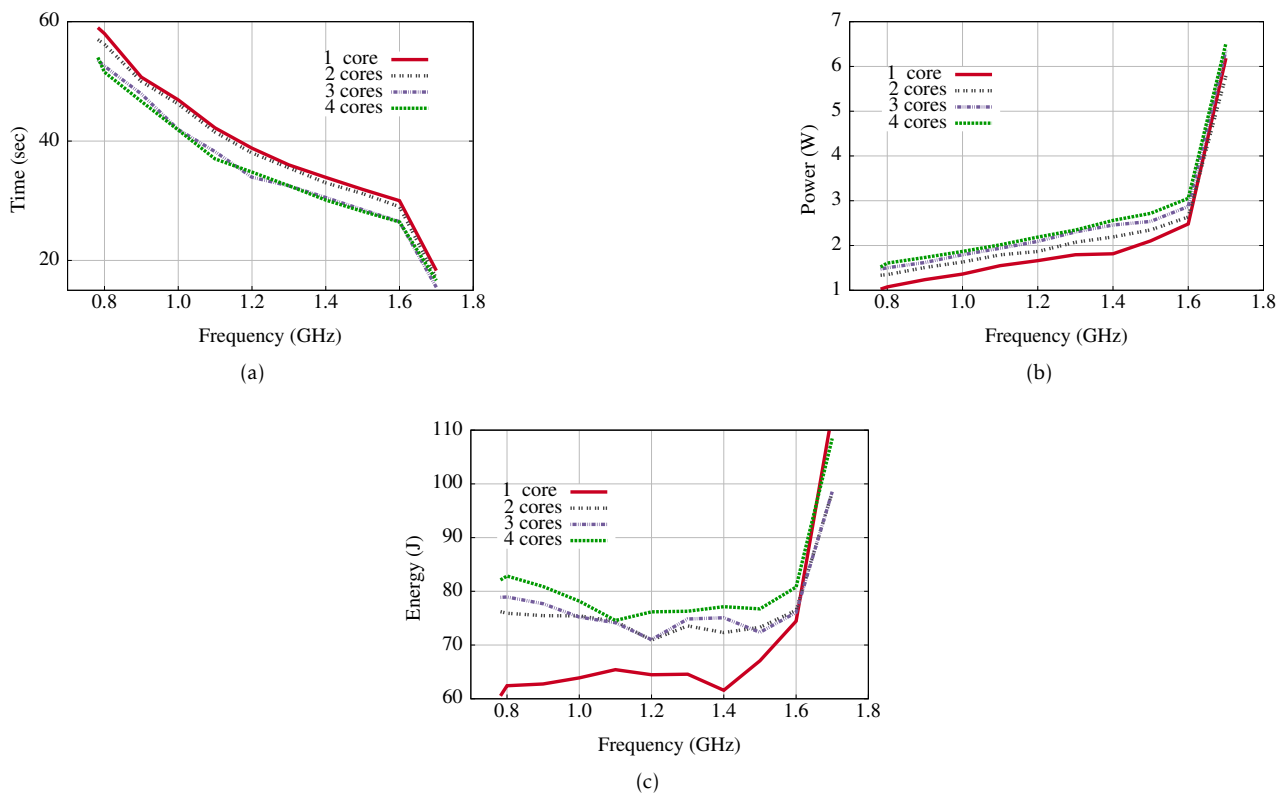 60
40
20
Time (sec)
1 core
2 cores
3 cores
4 cores
0.8 1.0 1.2 1.4 1.6 1.8
Frequency (GHz)
(a)
7
6
5
4
3
2
1
Power (W)
1 core
2 cores
3 cores
4 cores
0.8 1.0 1.2 1.4 1.6 1.8
Frequency (GHz)
(b)
110
100
90
80
70
60
Energy (J)
1 core
2 cores
3 cores
4 cores
0.8 1.0 1.2 1.4 1.6 1.8
Frequency (GHz)
(c)